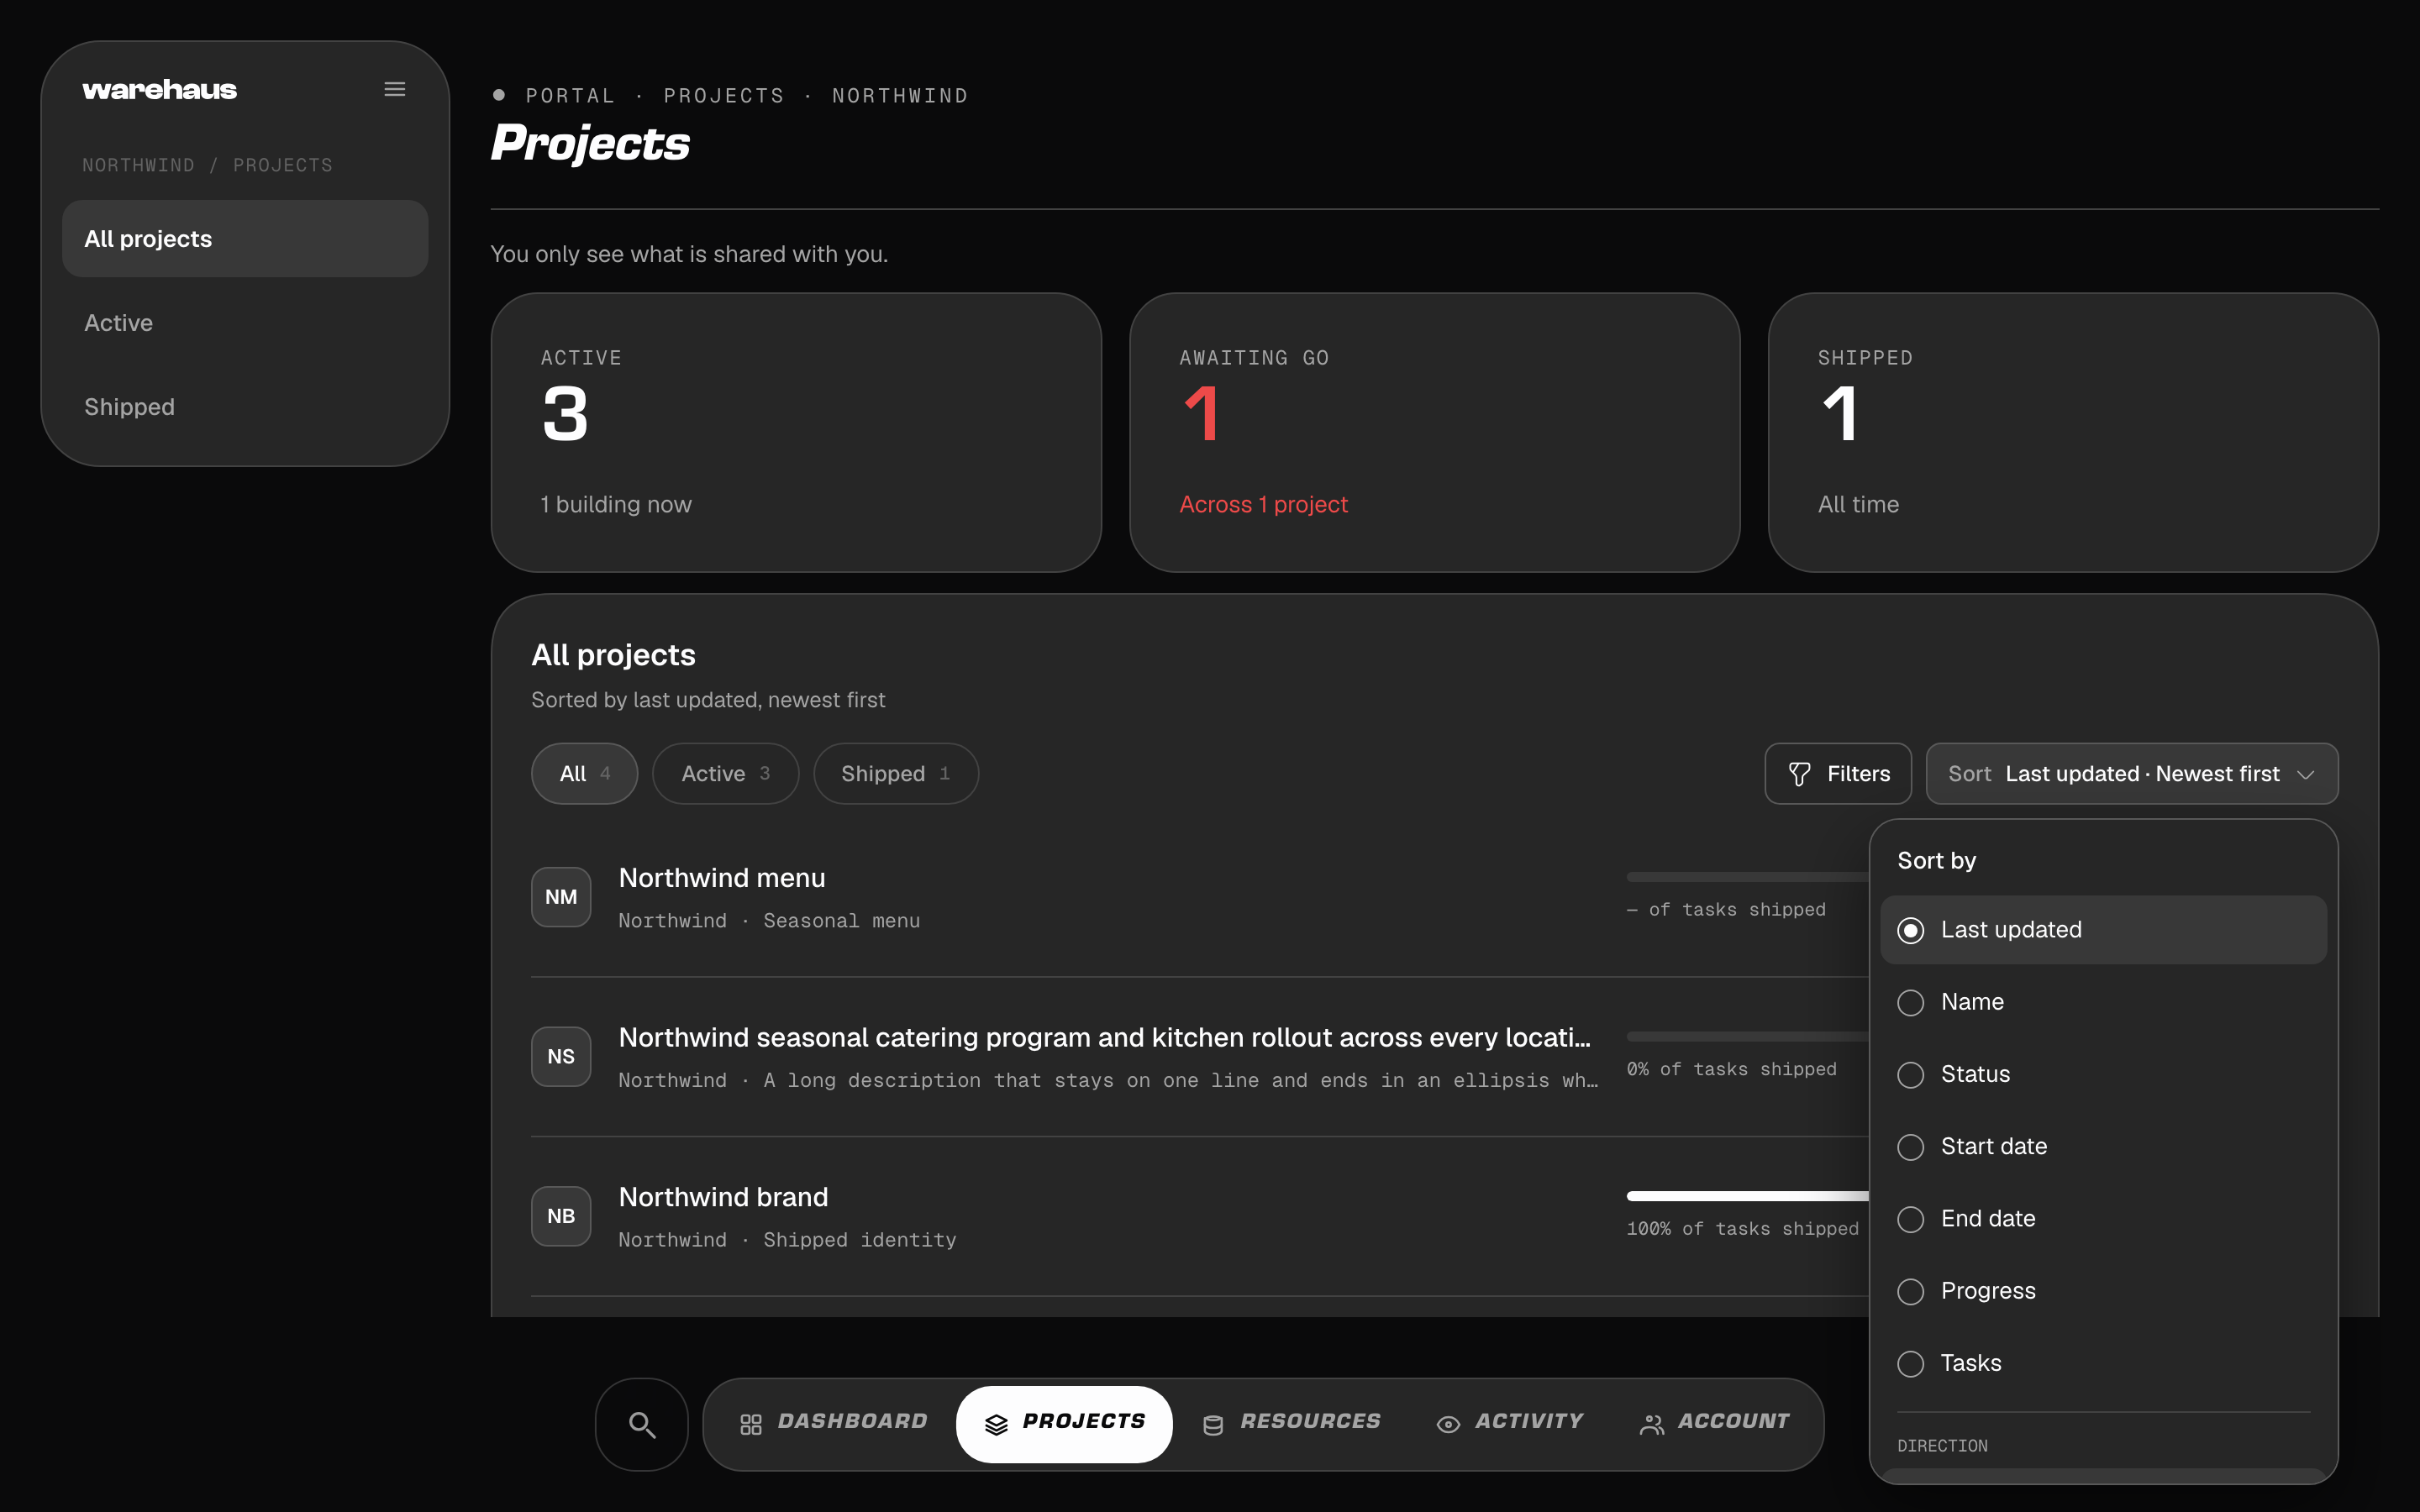 warehaus
NORTHWIND / PROJECTS
All projects
Active
Shipped
PORTAL · PROJECTS · NORTHWIND
Projects
You only see what is shared with you.
ACTIVE
3
1 building now
AWAITING GO
1
Across 1 project
SHIPPED
1
All time
All projects
Sorted by last updated, newest first
All 4
Active 3
Shipped 1
Filters
Sort Last updated · Newest first
NM
Northwind menu
Northwind · Seasonal menu
— of tasks shipped
NS
Northwind seasonal catering program and kitchen rollout across every locati…
Northwind · A long description that stays on one line and ends in an ellipsis wh…
0% of tasks shipped
NB
Northwind brand
Northwind · Shipped identity
100% of tasks shipped
Sort by
Last updated
Name
Status
Start date
End date
Progress
Tasks
DIRECTION
DASHBOARD
PROJECTS
RESOURCES
ACTIVITY
ACCOUNT